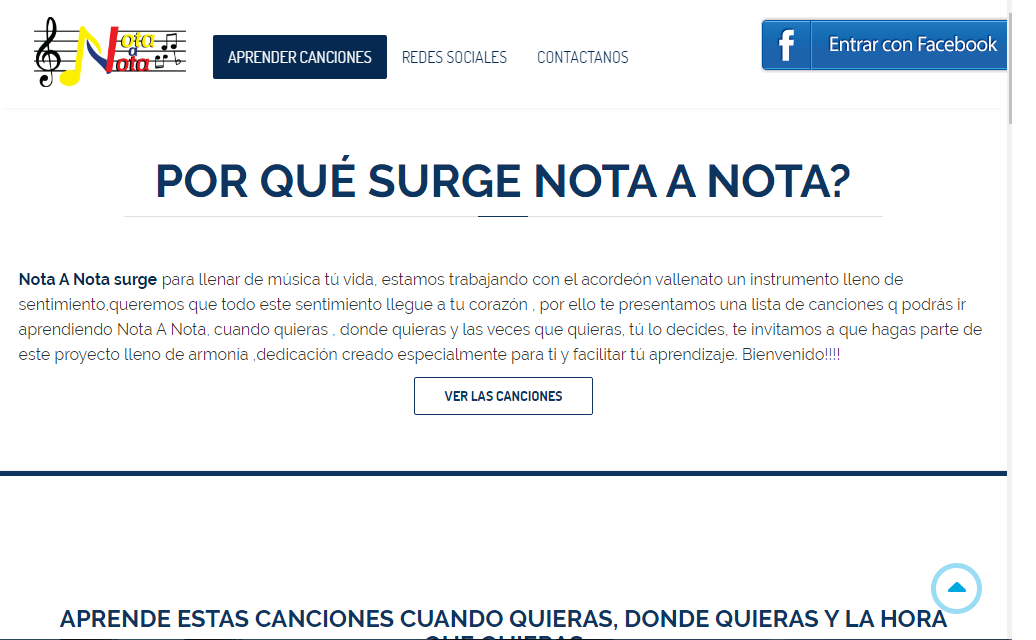 Nota
a
Nota
APRENDER CANCIONES
REDES SOCIALES
CONTACTANOS
f Entrar con Facebook
POR QUÉ SURGE NOTA A NOTA?
Nota A Nota surge para llenar de música tú vida, estamos trabajando con el acordeón vallenato un instrumento lleno de
sentimiento,queremos que todo este sentimiento llegue a tu corazón , por ello te presentamos una lista de canciones q podrás ir
aprendiendo Nota A Nota, cuando quieras , donde quieras y las veces que quieras, tú lo decides, te invitamos a que hagas parte de
este proyecto lleno de armonía ,dedicación creado especialmente para ti y facilitar tú aprendizaje. Bienvenido!!!!
VER LAS CANCIONES
APRENDE ESTAS CANCIONES CUANDO QUIERAS, DONDE QUIERAS Y LA HORA
QUE QUIERAS